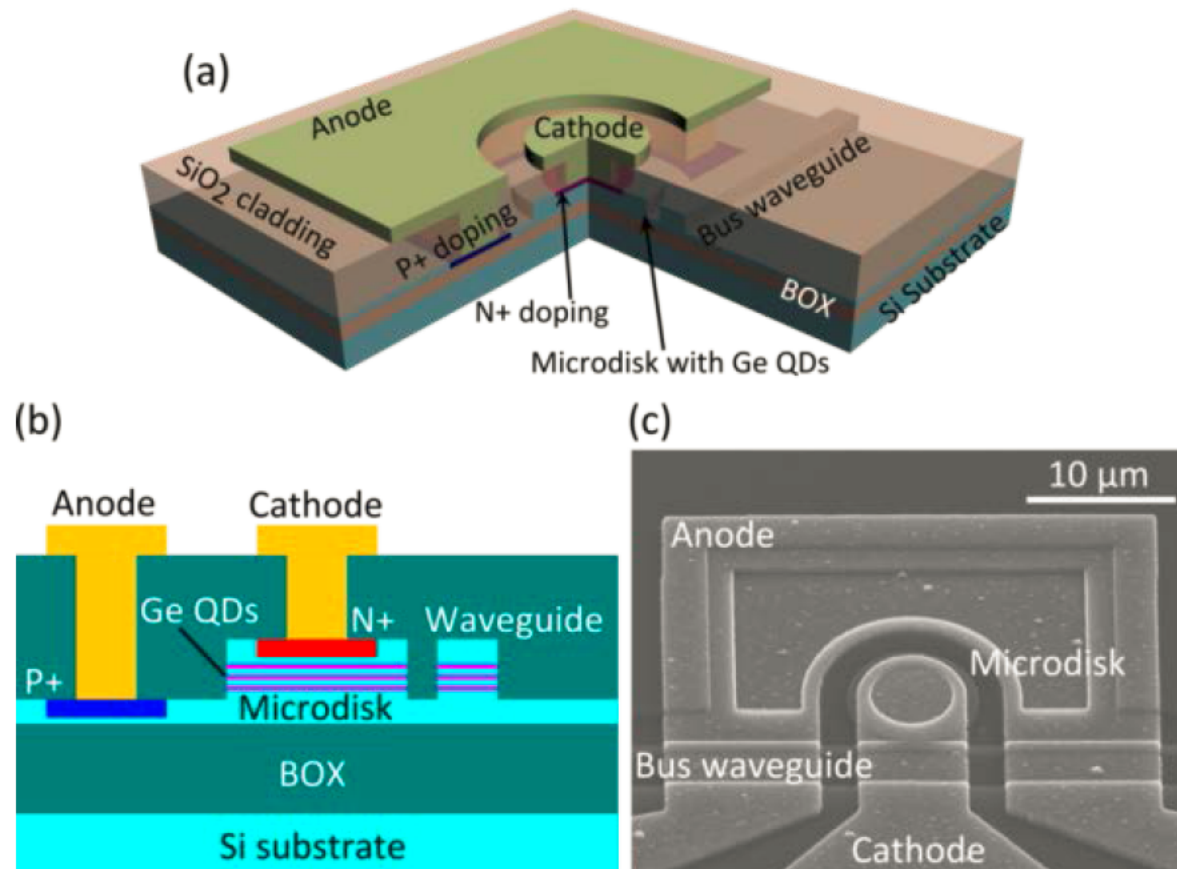 (a)
Anode
Cathode
SiO2 cladding
P+ doping
Bus waveguide
BOX
Si Substrate
N+ doping
Microdisk with Ge QDs
(b)
Anode
Cathode
Ge QDs
N+
Waveguide
P+
Microdisk
BOX
Si substrate
(c)
10 μm
Anode
Microdisk
Bus waveguide
Cathode